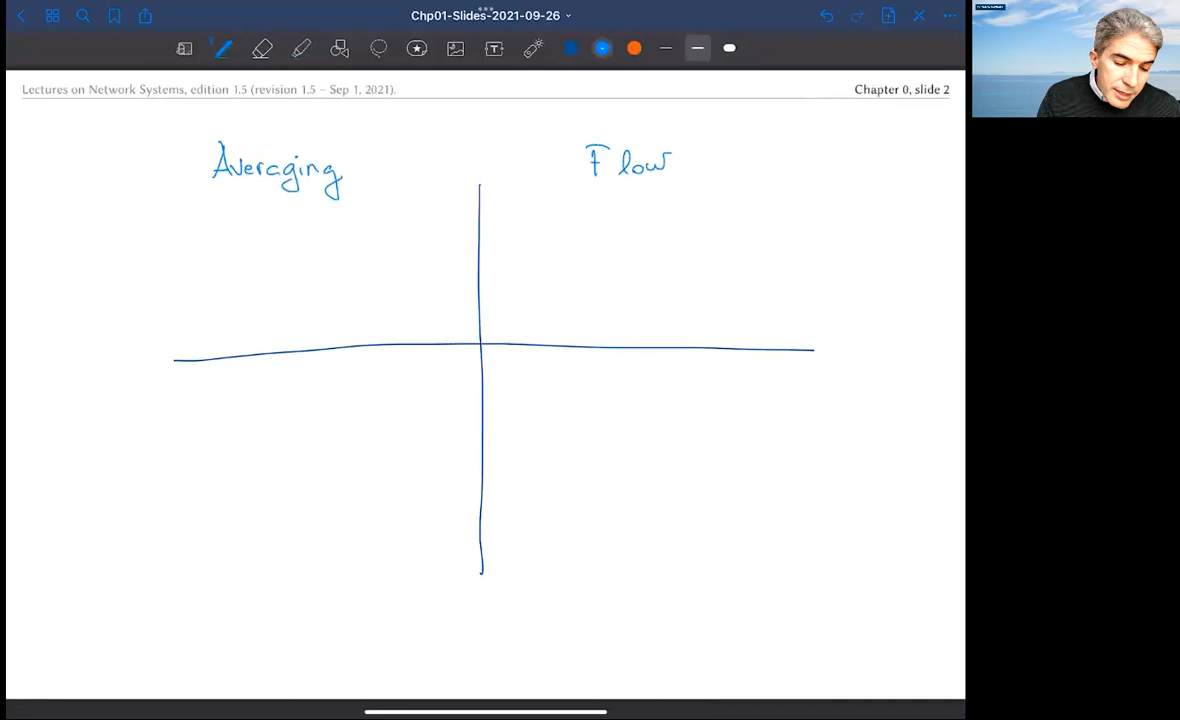 Chp01-Slides-2021-09-26
Lectures on Network Systems, edition 1.5 (revision 1.5 – Sep 1, 2021).
Chapter 0, slide 2
Averaging
Flow